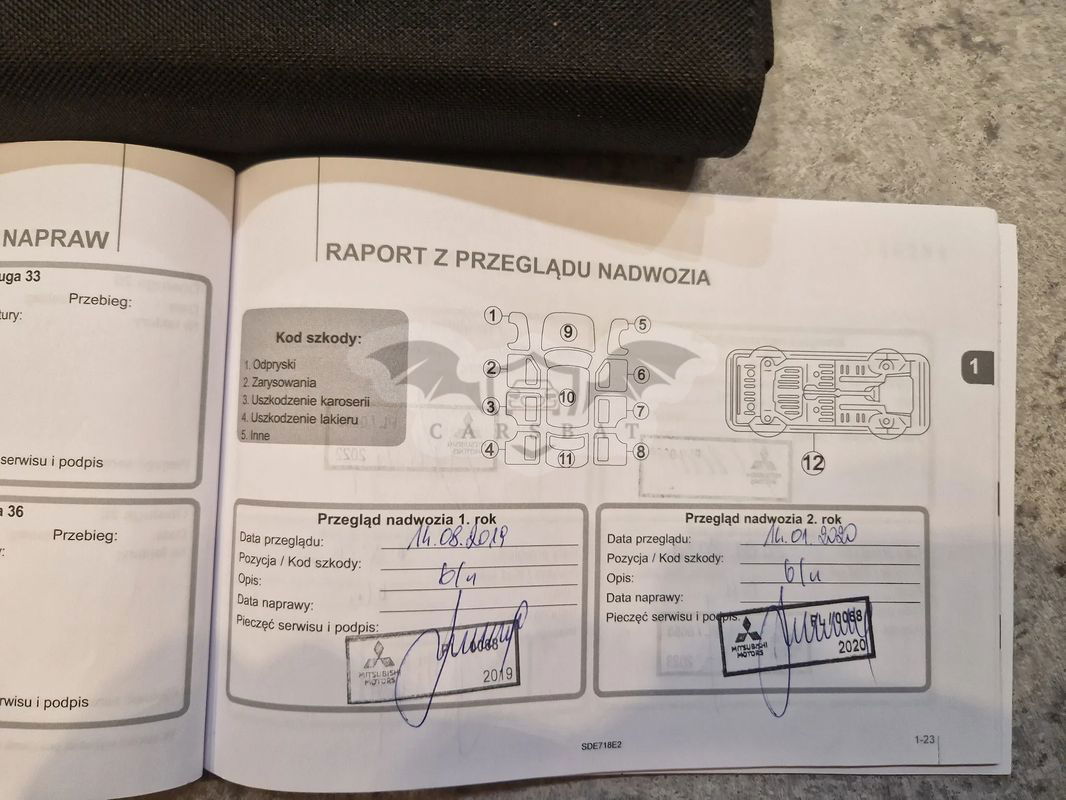 NAPRAW
uga 33
Przebieg:
tury:
serwisu i podpis
a 36
Przebieg:
y:
rwisu i podpis
RAPORT Z PRZEGLĄDU NADWOZIA
Kod szkody:
1. Odpryski
2. Zarysowania
3. Uszkodzenie karoserii
4. Uszkodzenie lakieru
5. Inne
1 9 5
2 6
10
3 7
4 11 8
12
CARSBAT
1
Przegląd nadwozia 1. rok
Data przeglądu: 14.08.2019
Pozycja / Kod szkody:
Opis: b/u
Data naprawy:
Pieczęć serwisu i podpis:
MITSUBISHI
MOTORS
2019
Przegląd nadwozia 2. rok
Data przeglądu: 14.01.2020
Pozycja / Kod szkody:
Opis: b/u
Data naprawy:
Pieczęć serwisu i podpis:
PL/0068
MITSUBISHI
MOTORS
2020
SDE718E2
1-23